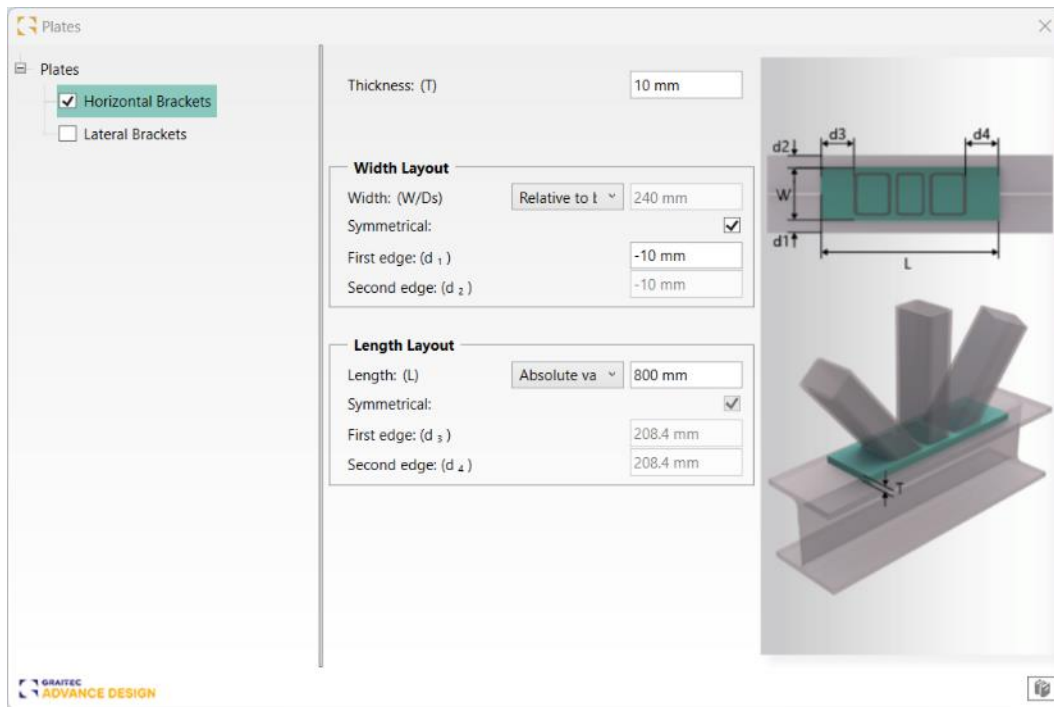 Plates
Plates
Horizontal Brackets
Lateral Brackets
Thickness: (T) 10 mm
Width Layout
Width: (W/Ds) Relative to b 240 mm
Symmetrical:
First edge: (d ₁ ) -10 mm
Second edge: (d ₂ ) -10 mm
Length Layout
Length: (L) Absolute va 800 mm
Symmetrical:
First edge: (d ₃ ) 208.4 mm
Second edge: (d ₄ ) 208.4 mm
d3 d4
d2
W
d1
L
T
GRAITEC
ADVANCE DESIGN